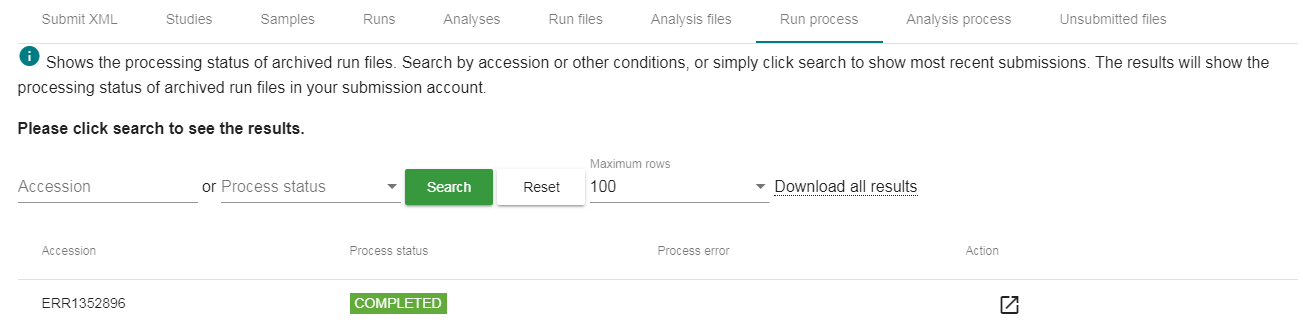 Submit XML Studies Samples Runs Analyses Run files Analysis files Run process Analysis process Unsubmitted files
i Shows the processing status of archived run files. Search by accession or other conditions, or simply click search to show most recent submissions. The results will show the
processing status of archived run files in your submission account.
Please click search to see the results.
Maximum rows
Accession or Process status Search Reset 100 Download all results
Accession Process status Process error Action
ERR1352896 COMPLETED